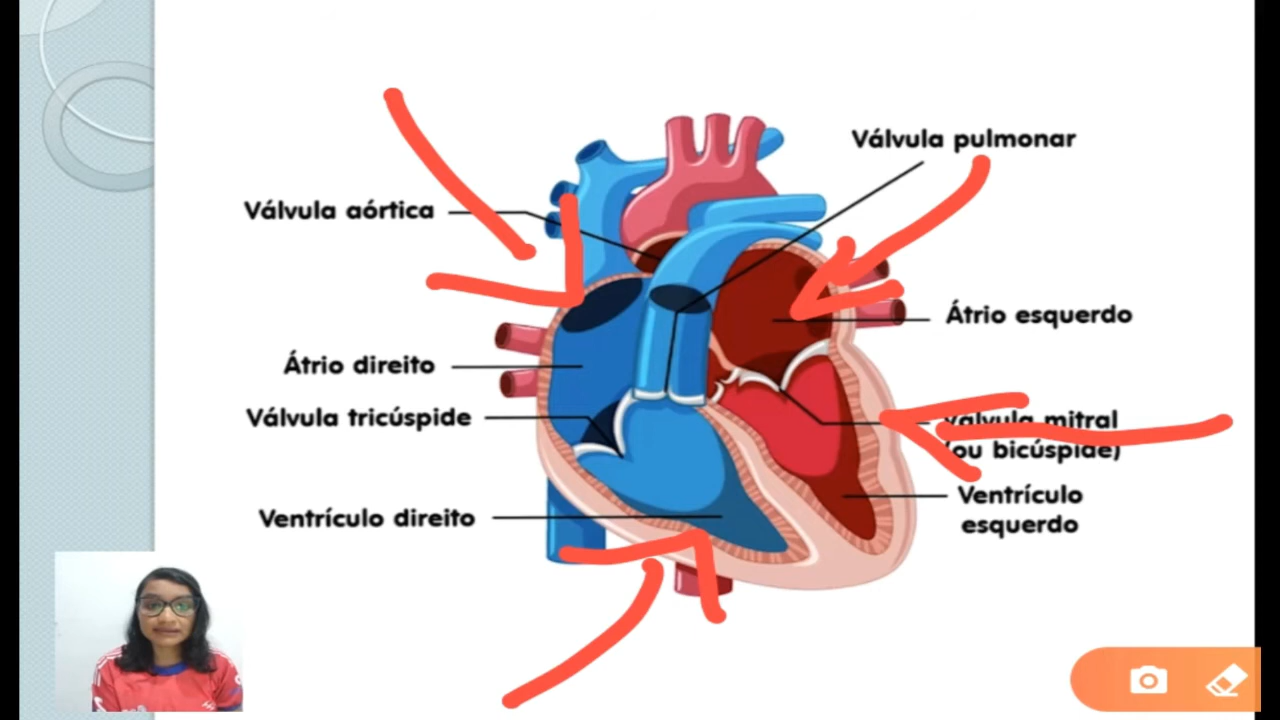 Válvula pulmonar
Válvula aórtica
Átrio esquerdo
Átrio direito
Válvula tricúspide
Válvula mitral
(ou bicúspide)
Ventrículo
esquerdo
Ventrículo direito